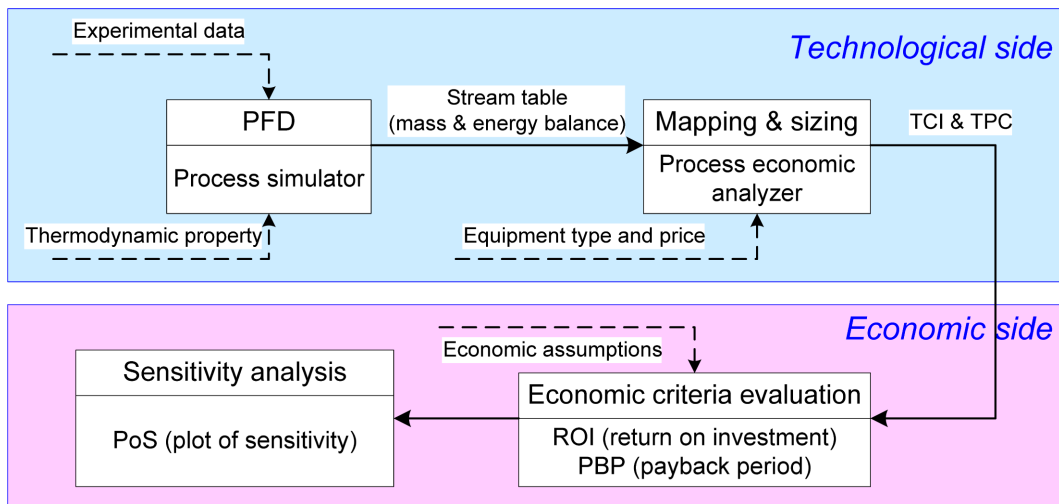 Experimental data
Technological side
PFD
Process simulator
Stream table
(mass & energy balance)
Mapping & sizing
Process economic
analyzer
TCI & TPC
Thermodynamic property
Equipment type and price
Economic side
Economic assumptions
Sensitivity analysis
PoS (plot of sensitivity)
Economic criteria evaluation
ROI (return on investment)
PBP (payback period)